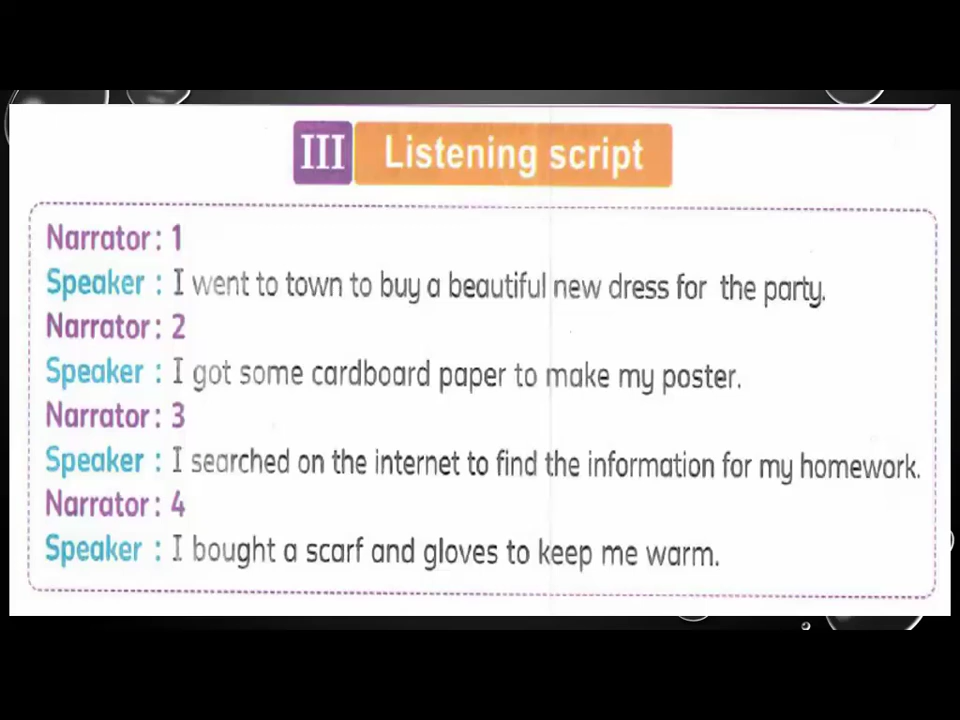 III Listening script
Narrator : 1
Speaker : I went to town to buy a beautiful new dress for the party.
Narrator : 2
Speaker : I got some cardboard paper to make my poster.
Narrator : 3
Speaker : I searched on the internet to find the information for my homework.
Narrator : 4
Speaker : I bought a scarf and gloves to keep me warm.